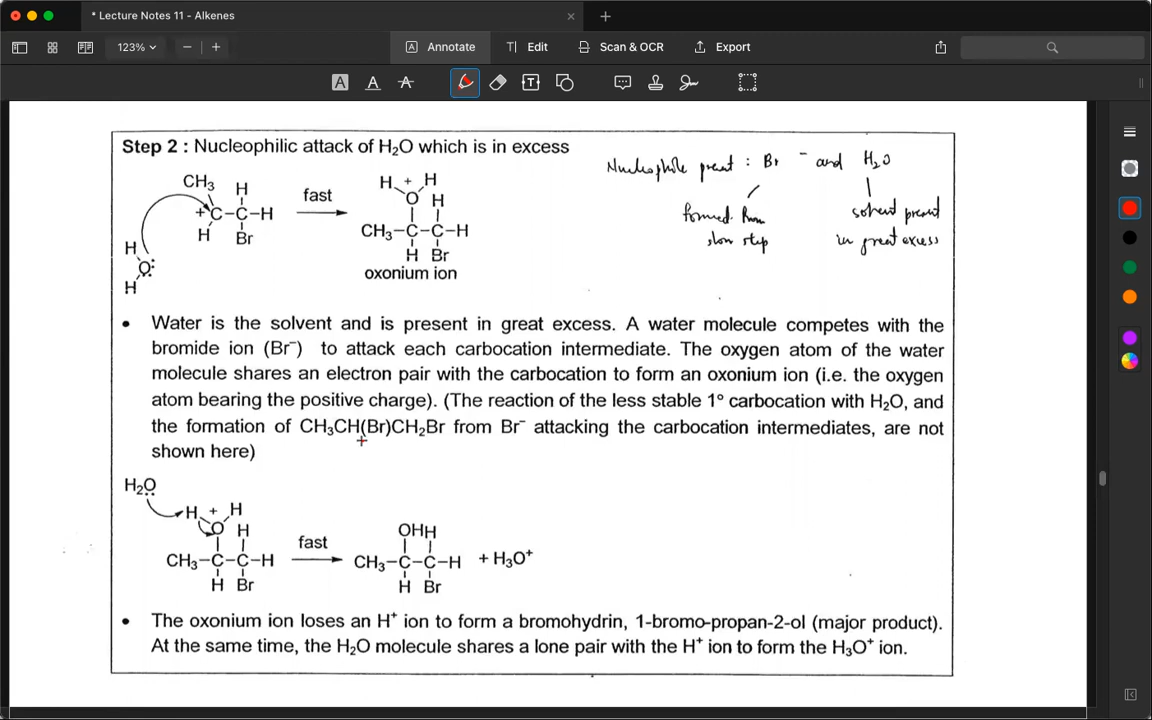 * Lecture Notes 11 - Alkenes
123%
Annotate
Edit
Scan & OCR
Export
Step 2 : Nucleophilic attack of H₂O which is in excess
Nucleophile present : Br⁻ and H₂O
formed from
slow step
solvent present
in great excess
CH₃ H
+C–C–H
H Br
H
O:
H
fast
H + H
O H
CH₃–C–C–H
H Br
oxonium ion
• Water is the solvent and is present in great excess. A water molecule competes with the
bromide ion (Br⁻) to attack each carbocation intermediate. The oxygen atom of the water
molecule shares an electron pair with the carbocation to form an oxonium ion (i.e. the oxygen
atom bearing the positive charge). (The reaction of the less stable 1° carbocation with H₂O, and
the formation of CH₃CH(Br)CH₂Br from Br⁻ attacking the carbocation intermediates, are not
shown here)
H₂O
H + H
O H
CH₃–C–C–H
H Br
fast
OHH
CH₃–C–C–H + H₃O⁺
H Br
• The oxonium ion loses an H⁺ ion to form a bromohydrin, 1-bromo-propan-2-ol (major product).
At the same time, the H₂O molecule shares a lone pair with the H⁺ ion to form the H₃O⁺ ion.